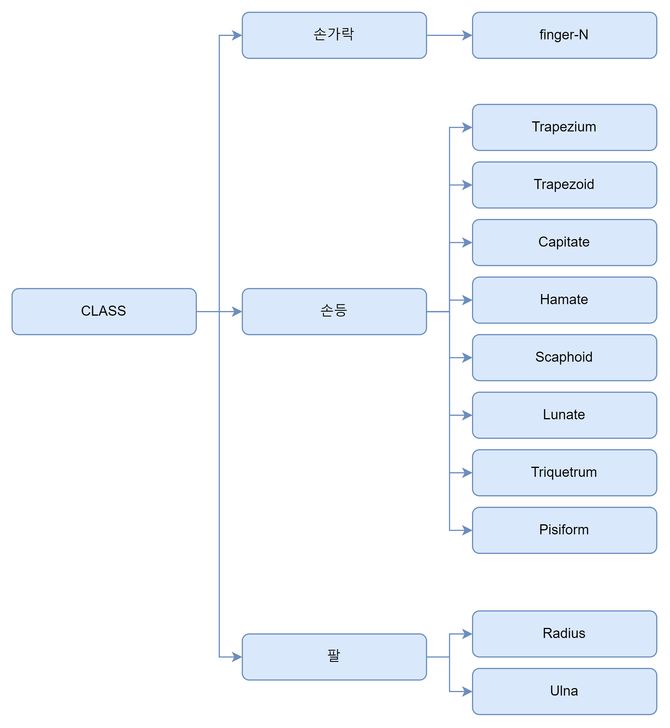 손가락
finger-N
Trapezium
Trapezoid
Capitate
CLASS
손등
Hamate
Scaphoid
Lunate
Triquetrum
Pisiform
팔
Radius
Ulna